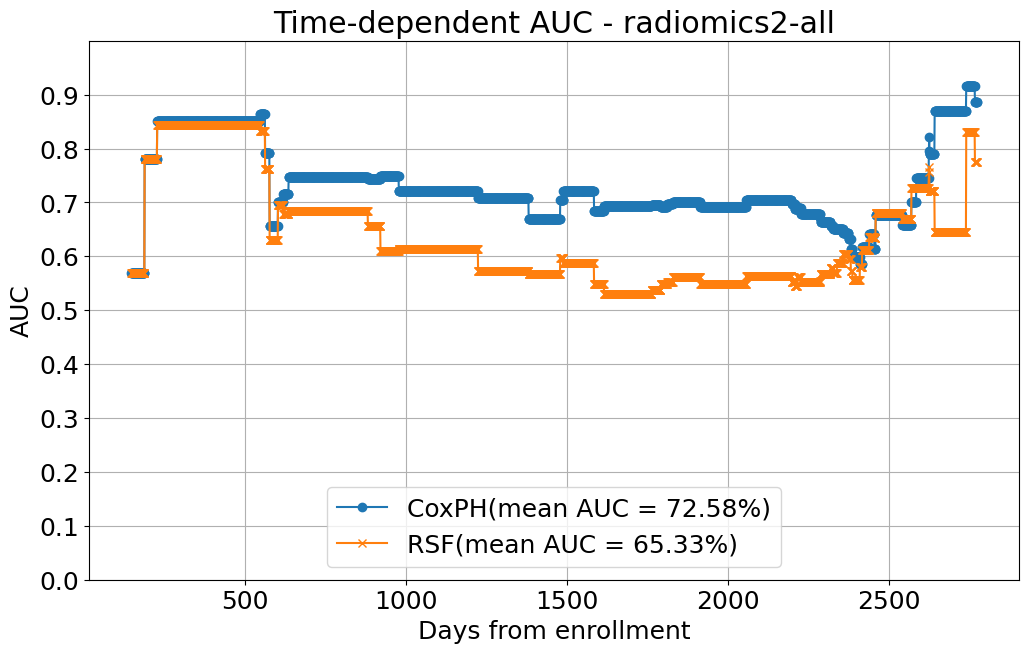 Time-dependent AUC - radiomics2-all
AUC
0.9
0.8
0.7
0.6
0.5
0.4
0.3
0.2
0.1
0.0
CoxPH(mean AUC = 72.58%)
RSF(mean AUC = 65.33%)
500 1000 1500 2000 2500
Days from enrollment